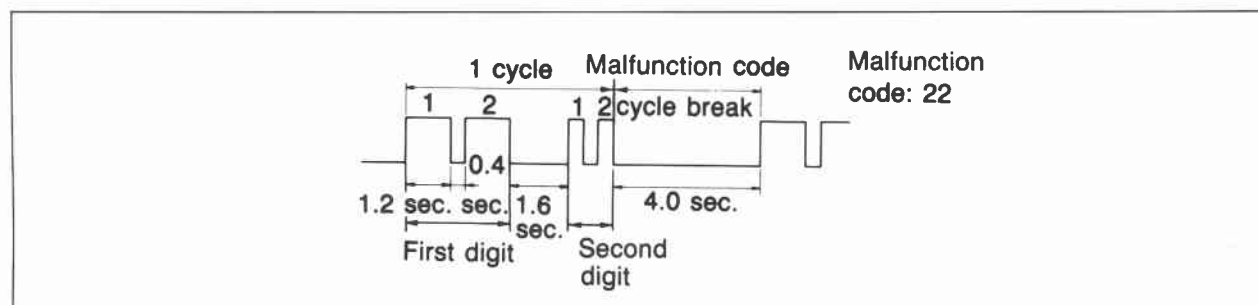 1 cycle
Malfunction code
cycle break
Malfunction
code: 22
1
2
1
2
0.4
1.2 sec.
sec.
1.6
sec.
4.0 sec.
First digit
Second
digit